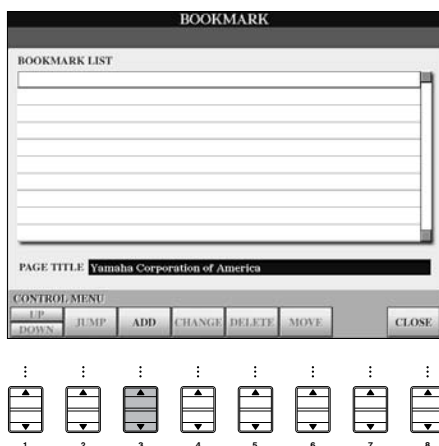 BOOKMARK
BOOKMARK LIST
PAGE TITLE Yamaha Corporation of America
CONTROL MENU
UP
DOWN
JUMP
ADD
CHANGE
DELETE
MOVE
CLOSE
1 2 3 4 5 6 7 8